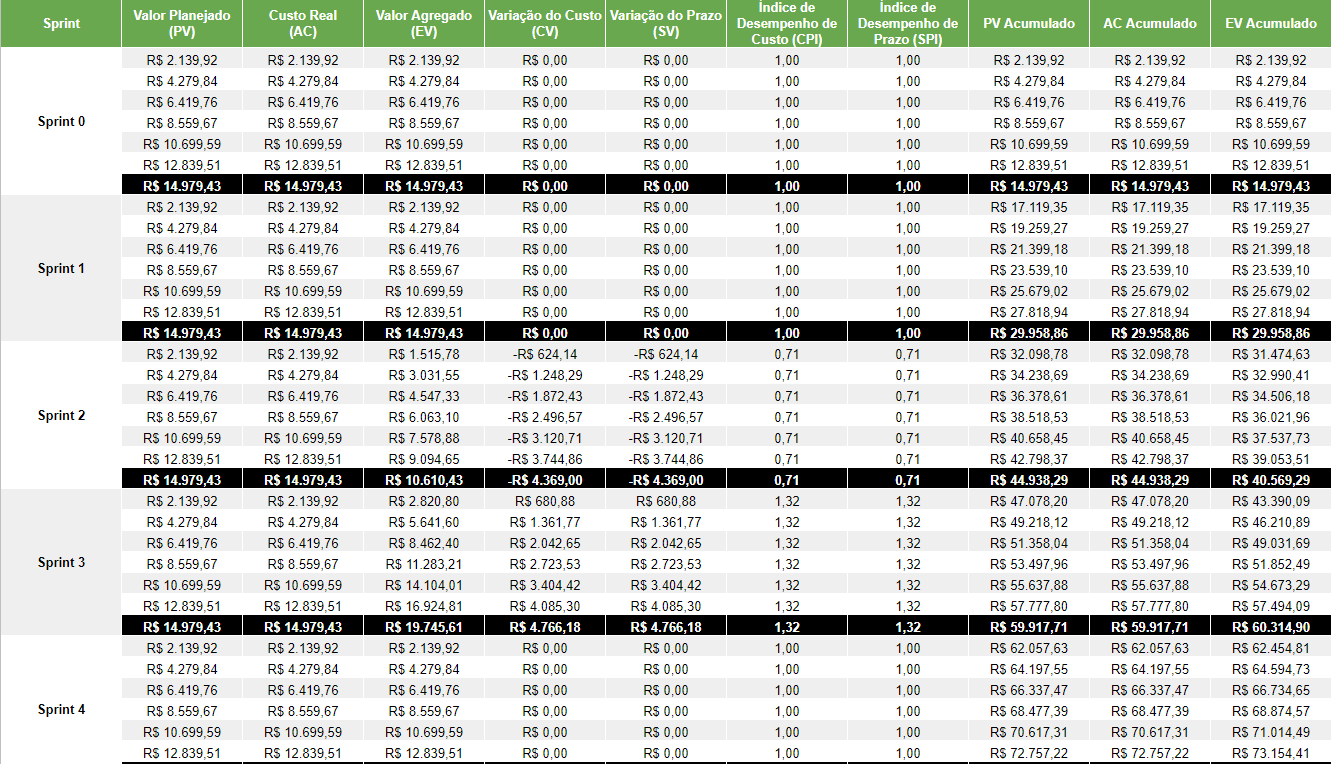 Sprint Valor Planejado (PV) Custo Real (AC) Valor Agregado (EV) Variação do Custo (CV) Variação do Prazo (SV) Índice de Desempenho de Custo (CPI) Índice de Desempenho de Prazo (SPI) PV Acumulado AC Acumulado EV Acumulado
Sprint 0
R$ 2.139,92 R$ 2.139,92 R$ 2.139,92 R$ 0,00 R$ 0,00 1,00 1,00 R$ 2.139,92 R$ 2.139,92 R$ 2.139,92
R$ 4.279,84 R$ 4.279,84 R$ 4.279,84 R$ 0,00 R$ 0,00 1,00 1,00 R$ 4.279,84 R$ 4.279,84 R$ 4.279,84
R$ 6.419,76 R$ 6.419,76 R$ 6.419,76 R$ 0,00 R$ 0,00 1,00 1,00 R$ 6.419,76 R$ 6.419,76 R$ 6.419,76
R$ 8.559,67 R$ 8.559,67 R$ 8.559,67 R$ 0,00 R$ 0,00 1,00 1,00 R$ 8.559,67 R$ 8.559,67 R$ 8.559,67
R$ 10.699,59 R$ 10.699,59 R$ 10.699,59 R$ 0,00 R$ 0,00 1,00 1,00 R$ 10.699,59 R$ 10.699,59 R$ 10.699,59
R$ 12.839,51 R$ 12.839,51 R$ 12.839,51 R$ 0,00 R$ 0,00 1,00 1,00 R$ 12.839,51 R$ 12.839,51 R$ 12.839,51
R$ 14.979,43 R$ 14.979,43 R$ 14.979,43 R$ 0,00 R$ 0,00 1,00 1,00 R$ 14.979,43 R$ 14.979,43 R$ 14.979,43
Sprint 1
R$ 2.139,92 R$ 2.139,92 R$ 2.139,92 R$ 0,00 R$ 0,00 1,00 1,00 R$ 17.119,35 R$ 17.119,35 R$ 17.119,35
R$ 4.279,84 R$ 4.279,84 R$ 4.279,84 R$ 0,00 R$ 0,00 1,00 1,00 R$ 19.259,27 R$ 19.259,27 R$ 19.259,27
R$ 6.419,76 R$ 6.419,76 R$ 6.419,76 R$ 0,00 R$ 0,00 1,00 1,00 R$ 21.399,18 R$ 21.399,18 R$ 21.399,18
R$ 8.559,67 R$ 8.559,67 R$ 8.559,67 R$ 0,00 R$ 0,00 1,00 1,00 R$ 23.539,10 R$ 23.539,10 R$ 23.539,10
R$ 10.699,59 R$ 10.699,59 R$ 10.699,59 R$ 0,00 R$ 0,00 1,00 1,00 R$ 25.679,02 R$ 25.679,02 R$ 25.679,02
R$ 12.839,51 R$ 12.839,51 R$ 12.839,51 R$ 0,00 R$ 0,00 1,00 1,00 R$ 27.818,94 R$ 27.818,94 R$ 27.818,94
R$ 14.979,43 R$ 14.979,43 R$ 14.979,43 R$ 0,00 R$ 0,00 1,00 1,00 R$ 29.958,86 R$ 29.958,86 R$ 29.958,86
Sprint 2
R$ 2.139,92 R$ 2.139,92 R$ 1.515,78 -R$ 624,14 -R$ 624,14 0,71 0,71 R$ 32.098,78 R$ 32.098,78 R$ 31.474,63
R$ 4.279,84 R$ 4.279,84 R$ 3.031,55 -R$ 1.248,29 -R$ 1.248,29 0,71 0,71 R$ 34.238,69 R$ 34.238,69 R$ 32.990,41
R$ 6.419,76 R$ 6.419,76 R$ 4.547,33 -R$ 1.872,43 -R$ 1.872,43 0,71 0,71 R$ 36.378,61 R$ 36.378,61 R$ 34.506,18
R$ 8.559,67 R$ 8.559,67 R$ 6.063,10 -R$ 2.496,57 -R$ 2.496,57 0,71 0,71 R$ 38.518,53 R$ 38.518,53 R$ 36.021,96
R$ 10.699,59 R$ 10.699,59 R$ 7.578,88 -R$ 3.120,71 -R$ 3.120,71 0,71 0,71 R$ 40.658,45 R$ 40.658,45 R$ 37.537,73
R$ 12.839,51 R$ 12.839,51 R$ 9.094,65 -R$ 3.744,86 -R$ 3.744,86 0,71 0,71 R$ 42.798,37 R$ 42.798,37 R$ 39.053,51
R$ 14.979,43 R$ 14.979,43 R$ 10.610,43 -R$ 4.369,00 -R$ 4.369,00 0,71 0,71 R$ 44.938,29 R$ 44.938,29 R$ 40.569,29
Sprint 3
R$ 2.139,92 R$ 2.139,92 R$ 2.820,80 R$ 680,88 R$ 680,88 1,32 1,32 R$ 47.078,20 R$ 47.078,20 R$ 43.390,09
R$ 4.279,84 R$ 4.279,84 R$ 5.641,60 R$ 1.361,77 R$ 1.361,77 1,32 1,32 R$ 49.218,12 R$ 49.218,12 R$ 46.210,89
R$ 6.419,76 R$ 6.419,76 R$ 8.462,40 R$ 2.042,65 R$ 2.042,65 1,32 1,32 R$ 51.358,04 R$ 51.358,04 R$ 49.031,69
R$ 8.559,67 R$ 8.559,67 R$ 11.283,21 R$ 2.723,53 R$ 2.723,53 1,32 1,32 R$ 53.497,96 R$ 53.497,96 R$ 51.852,49
R$ 10.699,59 R$ 10.699,59 R$ 14.104,01 R$ 3.404,42 R$ 3.404,42 1,32 1,32 R$ 55.637,88 R$ 55.637,88 R$ 54.673,29
R$ 12.839,51 R$ 12.839,51 R$ 16.924,81 R$ 4.085,30 R$ 4.085,30 1,32 1,32 R$ 57.777,80 R$ 57.777,80 R$ 57.494,09
R$ 14.979,43 R$ 14.979,43 R$ 19.745,61 R$ 4.766,18 R$ 4.766,18 1,32 1,32 R$ 59.917,71 R$ 59.917,71 R$ 60.314,90
Sprint 4
R$ 2.139,92 R$ 2.139,92 R$ 2.139,92 R$ 0,00 R$ 0,00 1,00 1,00 R$ 62.057,63 R$ 62.057,63 R$ 62.454,81
R$ 4.279,84 R$ 4.279,84 R$ 4.279,84 R$ 0,00 R$ 0,00 1,00 1,00 R$ 64.197,55 R$ 64.197,55 R$ 64.594,73
R$ 6.419,76 R$ 6.419,76 R$ 6.419,76 R$ 0,00 R$ 0,00 1,00 1,00 R$ 66.337,47 R$ 66.337,47 R$ 66.734,65
R$ 8.559,67 R$ 8.559,67 R$ 8.559,67 R$ 0,00 R$ 0,00 1,00 1,00 R$ 68.477,39 R$ 68.477,39 R$ 68.874,57
R$ 10.699,59 R$ 10.699,59 R$ 10.699,59 R$ 0,00 R$ 0,00 1,00 1,00 R$ 70.617,31 R$ 70.617,31 R$ 71.014,49
R$ 12.839,51 R$ 12.839,51 R$ 12.839,51 R$ 0,00 R$ 0,00 1,00 1,00 R$ 72.757,22 R$ 72.757,22 R$ 73.154,41